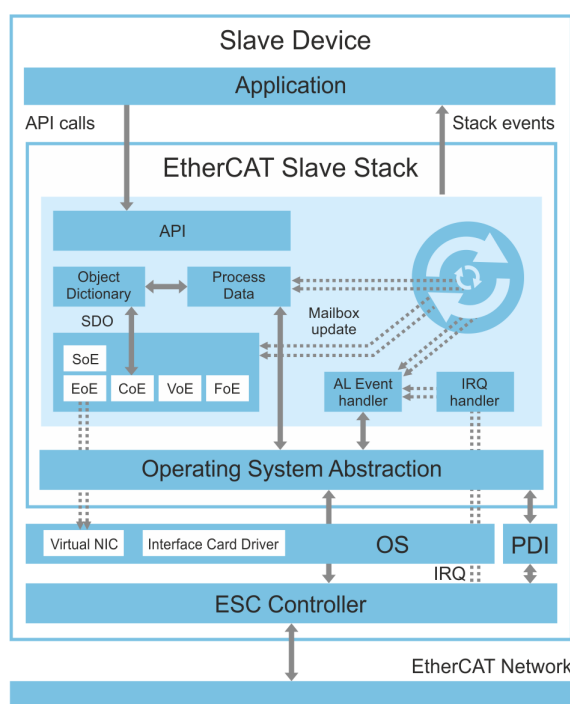 Slave Device
Application
API calls
Stack events
EtherCAT Slave Stack
API
Object
Dictionary
Process
Data
SDO
Mailbox
update
SoE
EoE
CoE
VoE
FoE
AL Event
handler
IRQ
handler
Operating System Abstraction
Virtual NIC
Interface Card Driver
OS
PDI
IRQ
ESC Controller
EtherCAT Network